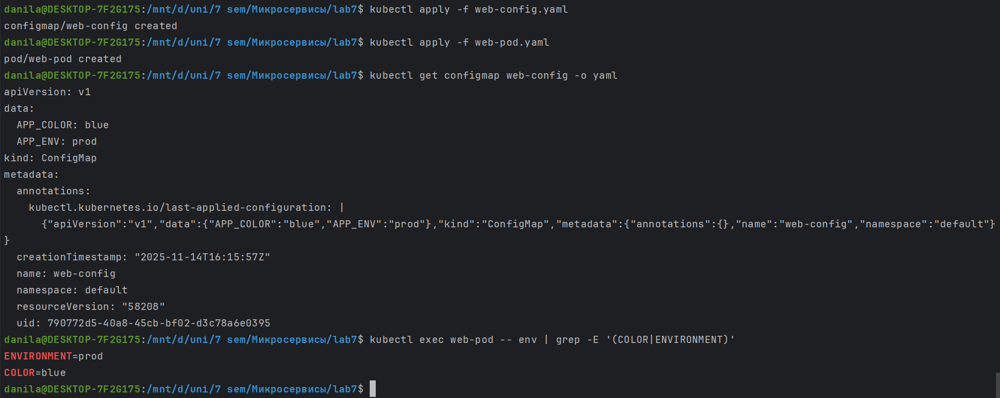 danila@DESKTOP-7F2G175:/mnt/d/uni/7 sem/Микросервисы/lab7$ kubectl apply -f web-config.yaml
configmap/web-config created
danila@DESKTOP-7F2G175:/mnt/d/uni/7 sem/Микросервисы/lab7$ kubectl apply -f web-pod.yaml
pod/web-pod created
danila@DESKTOP-7F2G175:/mnt/d/uni/7 sem/Микросервисы/lab7$ kubectl get configmap web-config -o yaml
apiVersion: v1
data:
  APP_COLOR: blue
  APP_ENV: prod
kind: ConfigMap
metadata:
  annotations:
    kubectl.kubernetes.io/last-applied-configuration: |
      {"apiVersion":"v1","data":{"APP_COLOR":"blue","APP_ENV":"prod"},"kind":"ConfigMap","metadata":{"annotations":{},"name":"web-config","namespace":"default"}
}
  creationTimestamp: "2025-11-14T16:15:57Z"
  name: web-config
  namespace: default
  resourceVersion: "58208"
  uid: 790772d5-40a8-45cb-bf02-d3c78a6e0395
danila@DESKTOP-7F2G175:/mnt/d/uni/7 sem/Микросервисы/lab7$ kubectl exec web-pod -- env | grep -E '(COLOR|ENVIRONMENT)'
ENVIRONMENT=prod
COLOR=blue
danila@DESKTOP-7F2G175:/mnt/d/uni/7 sem/Микросервисы/lab7$